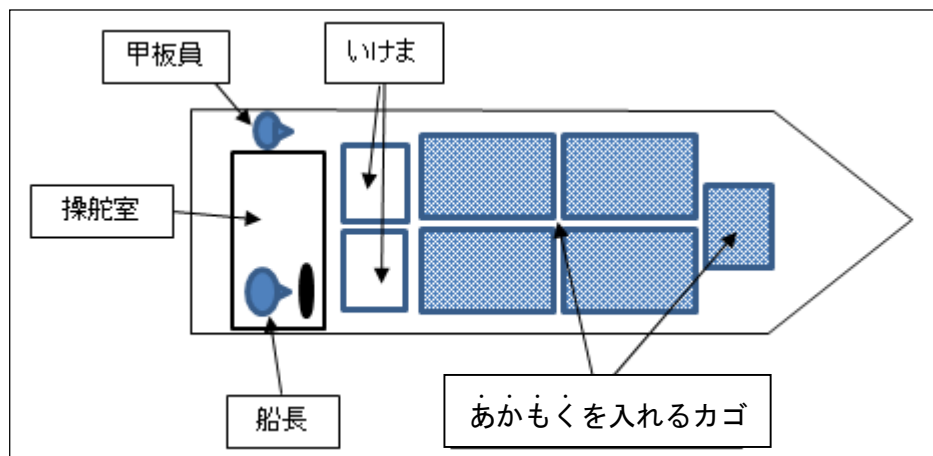 甲板員
いけま
操舵室
船長
あかもくを入れるカゴ